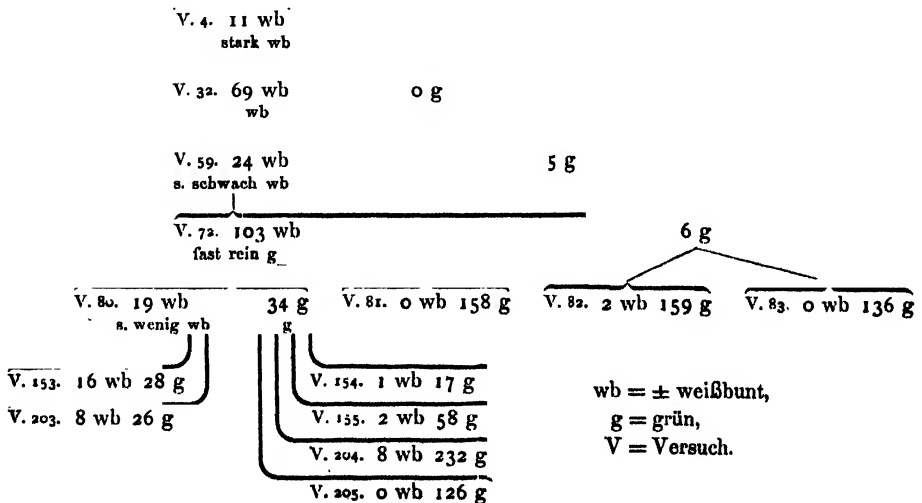 V. 4. 11 wb
stark wb
V. 32. 69 wb 0 g
wb
V. 59. 24 wb 5 g
s. schwach wb
V. 72. 103 wb 6 g
fast rein g
V. 80. 19 wb 34 g V. 81. 0 wb 158 g V. 82. 2 wb 159 g V. 83. 0 wb 136 g
s. wenig wb g
V. 153. 16 wb 28 g V. 154. 1 wb 17 g
V. 203. 8 wb 26 g V. 155. 2 wb 58 g
V. 204. 8 wb 232 g
V. 205. 0 wb 126 g
wb = ± weißbunt,
g = grün,
V = Versuch.